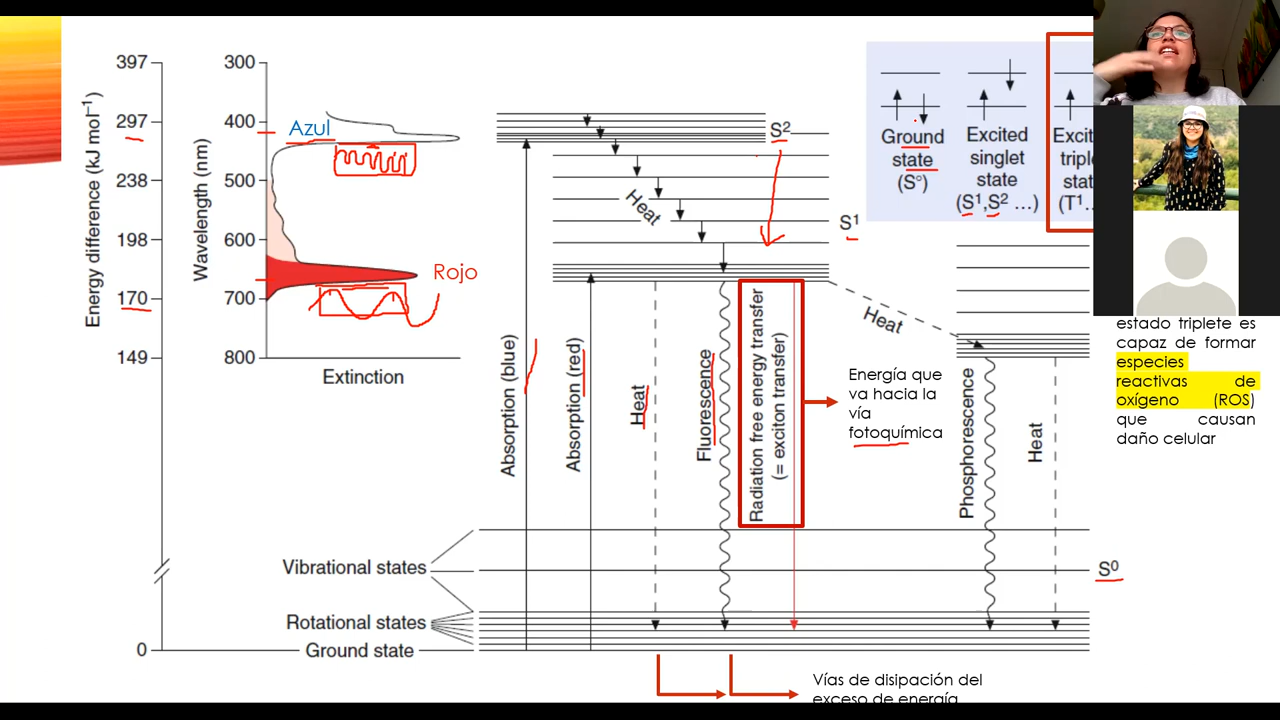 397
297
238
198
170
149
0
Energy difference (kJ mol⁻¹)
300
400
500
600
700
800
Wavelength (nm)
Azul
Rojo
Extinction
S²
S¹
S⁰
Heat
Absorption (blue)
Absorption (red)
Heat
Fluorescence
Radiation free energy transfer
(= exciton transfer)
Heat
Phosphorescence
Heat
Ground
state
(S°)
Excited
singlet
state
(S¹,S² ...)
(T¹..
Energía que
va hacia la
vía
fotoquímica
estado triplete es
capaz de formar
especies
reactivas de
oxígeno (ROS)
que causan
daño celular
Vibrational states
Rotational states
Ground state
Vías de disipación del
exceso de energía